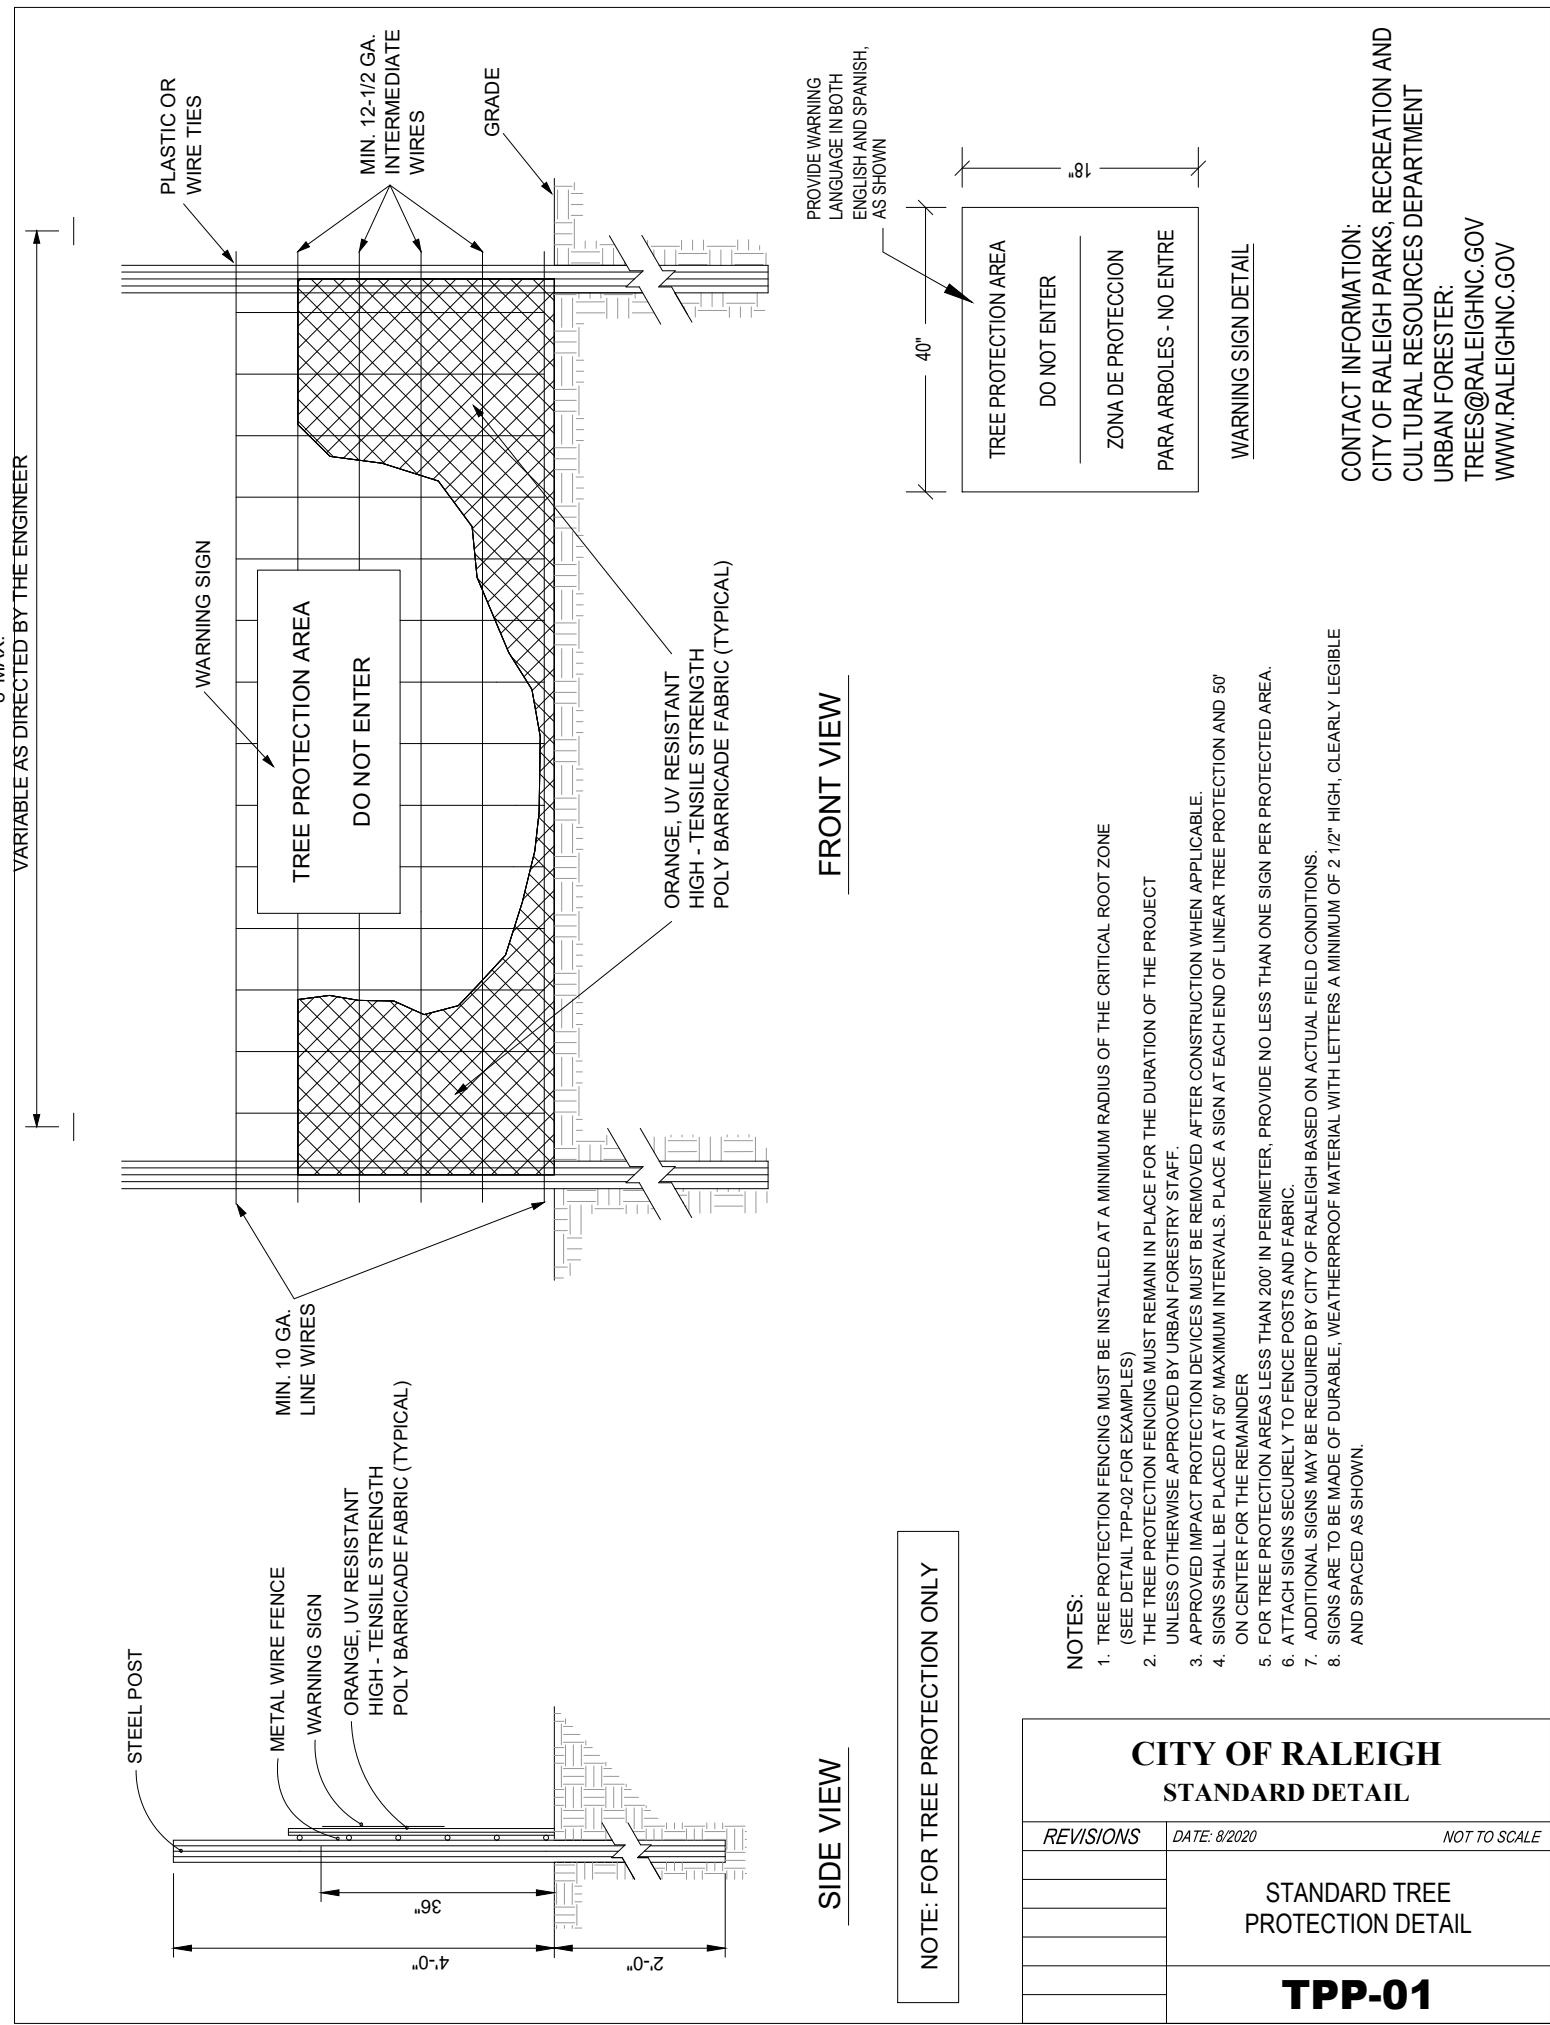 VARIABLE AS DIRECTED BY THE ENGINEER
PLASTIC OR
WIRE TIES
MIN. 12-1/2 GA.
INTERMEDIATE
WIRES
GRADE
WARNING SIGN
TREE PROTECTION AREA
DO NOT ENTER
ORANGE, UV RESISTANT
HIGH - TENSILE STRENGTH
POLY BARRICADE FABRIC (TYPICAL)
MIN. 10 GA.
LINE WIRES
FRONT VIEW
STEEL POST
METAL WIRE FENCE
WARNING SIGN
ORANGE, UV RESISTANT
HIGH - TENSILE STRENGTH
POLY BARRICADE FABRIC (TYPICAL)
36"
4'-0"
2'-0"
SIDE VIEW
PROVIDE WARNING
LANGUAGE IN BOTH
ENGLISH AND SPANISH,
AS SHOWN
40"
18"
TREE PROTECTION AREA
DO NOT ENTER
ZONA DE PROTECCION
PARA ARBOLES - NO ENTRE
WARNING SIGN DETAIL
NOTE: FOR TREE PROTECTION ONLY
NOTES:
1. TREE PROTECTION FENCING MUST BE INSTALLED AT A MINIMUM RADIUS OF THE CRITICAL ROOT ZONE
(SEE DETAIL TPP-02 FOR EXAMPLES)
2. THE TREE PROTECTION FENCING MUST REMAIN IN PLACE FOR THE DURATION OF THE PROJECT
UNLESS OTHERWISE APPROVED BY URBAN FORESTRY STAFF.
3. APPROVED IMPACT PROTECTION DEVICES MUST BE REMOVED AFTER CONSTRUCTION WHEN APPLICABLE.
4. SIGNS SHALL BE PLACED AT 50' MAXIMUM INTERVALS. PLACE A SIGN AT EACH END OF LINEAR TREE PROTECTION AND 50'
ON CENTER FOR THE REMAINDER
5. FOR TREE PROTECTION AREAS LESS THAN 200' IN PERIMETER, PROVIDE NO LESS THAN ONE SIGN PER PROTECTED AREA.
6. ATTACH SIGNS SECURELY TO FENCE POSTS AND FABRIC.
7. ADDITIONAL SIGNS MAY BE REQUIRED BY CITY OF RALEIGH BASED ON ACTUAL FIELD CONDITIONS.
8. SIGNS ARE TO BE MADE OF DURABLE, WEATHERPROOF MATERIAL WITH LETTERS A MINIMUM OF 2 1/2" HIGH, CLEARLY LEGIBLE
AND SPACED AS SHOWN.
CONTACT INFORMATION:
CITY OF RALEIGH PARKS, RECREATION AND
CULTURAL RESOURCES DEPARTMENT
URBAN FORESTER:
TREES@RALEIGHNC.GOV
WWW.RALEIGHNC.GOV
CITY OF RALEIGH
STANDARD DETAIL
REVISIONS
DATE: 8/2020
NOT TO SCALE
STANDARD TREE
PROTECTION DETAIL
TPP-01